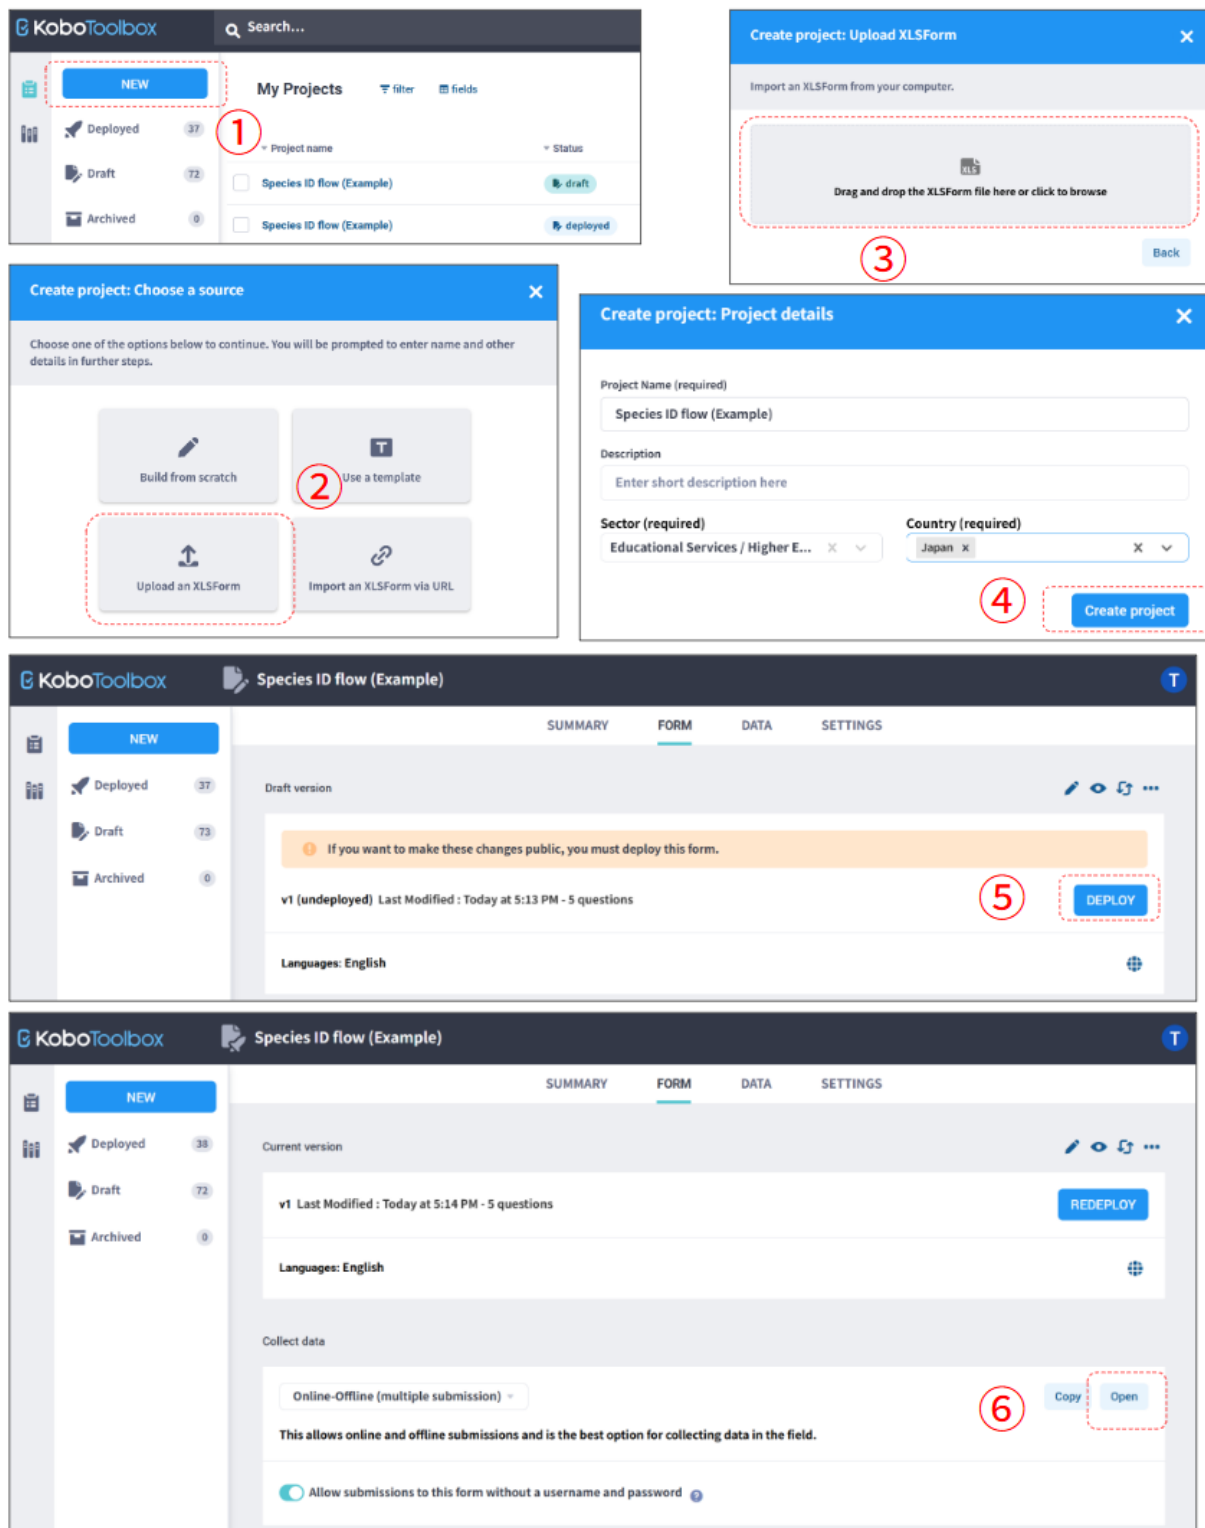 KoboToolbox
Search...
NEW
My Projects
filter
fields
Deployed
37
①
Project name
Status
Draft
72
Species ID flow (Example)
draft
Archived
0
Species ID flow (Example)
deployed
Create project: Upload XLSForm
Import an XLSForm from your computer.
XLS
Drag and drop the XLSForm file here or click to browse
③
Back
Create project: Choose a source
Choose one of the options below to continue. You will be prompted to enter name and other
details in further steps.
Build from scratch
②
T
Use a template
Upload an XLSForm
Import an XLSForm via URL
Create project: Project details
Project Name (required)
Species ID flow (Example)
Description
Enter short description here
Sector (required)
Country (required)
Educational Services / Higher E...
Japan
④
Create project
KoboToolbox
Species ID flow (Example)
T
NEW
SUMMARY
FORM
DATA
SETTINGS
Deployed
37
Draft version
Draft
73
If you want to make these changes public, you must deploy this form.
Archived
0
v1 (undeployed) Last Modified : Today at 5:13 PM - 5 questions
⑤
DEPLOY
Languages: English
KoboToolbox
Species ID flow (Example)
T
NEW
SUMMARY
FORM
DATA
SETTINGS
Deployed
38
Current version
Draft
72
v1 Last Modified : Today at 5:14 PM - 5 questions
REDEPLOY
Archived
0
Languages: English
Collect data
Online-Offline (multiple submission)
⑥
Copy
Open
This allows online and offline submissions and is the best option for collecting data in the field.
Allow submissions to this form without a username and password